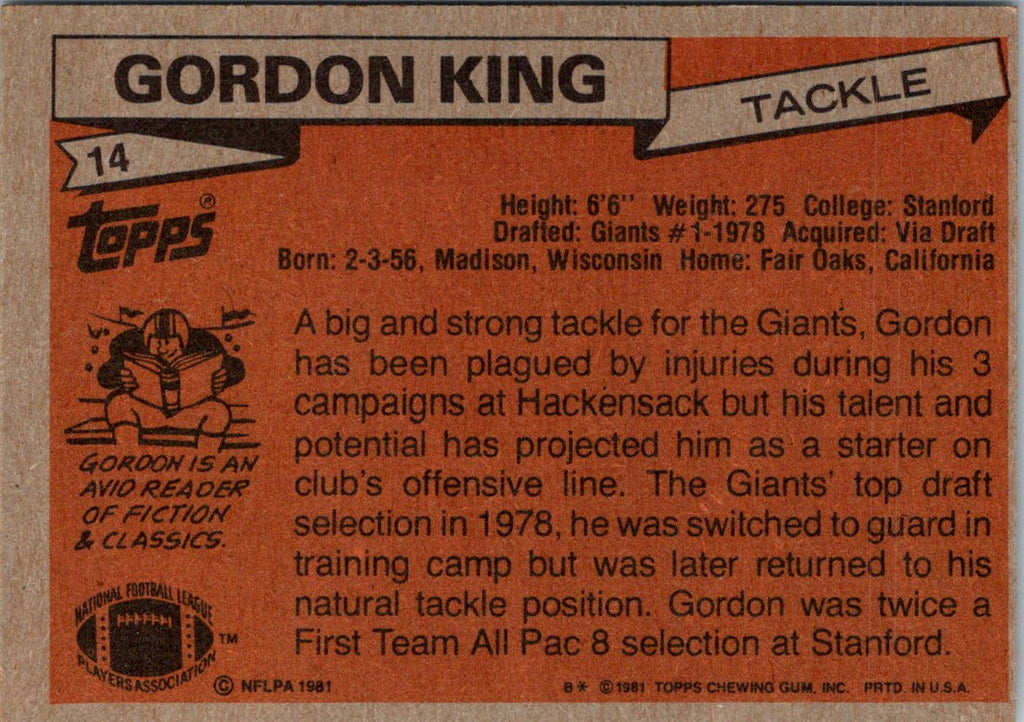 GORDON KING
TACKLE
14
Topps ®
Height: 6'6" Weight: 275 College: Stanford
Drafted: Giants #1-1978 Acquired: Via Draft
Born: 2-3-56, Madison, Wisconsin Home: Fair Oaks, California
A big and strong tackle for the Giants, Gordon
has been plagued by injuries during his 3
campaigns at Hackensack but his talent and
potential has projected him as a starter on
club's offensive line. The Giants' top draft
selection in 1978, he was switched to guard in
training camp but was later returned to his
natural tackle position. Gordon was twice a
First Team All Pac 8 selection at Stanford.
GORDON IS AN
AVID READER
OF FICTION
& CLASSICS.
NATIONAL FOOTBALL LEAGUE
PLAYERS ASSOCIATION
TM
© NFLPA 1981
B* © 1981 TOPPS CHEWING GUM, INC. PRTD. IN U.S.A.